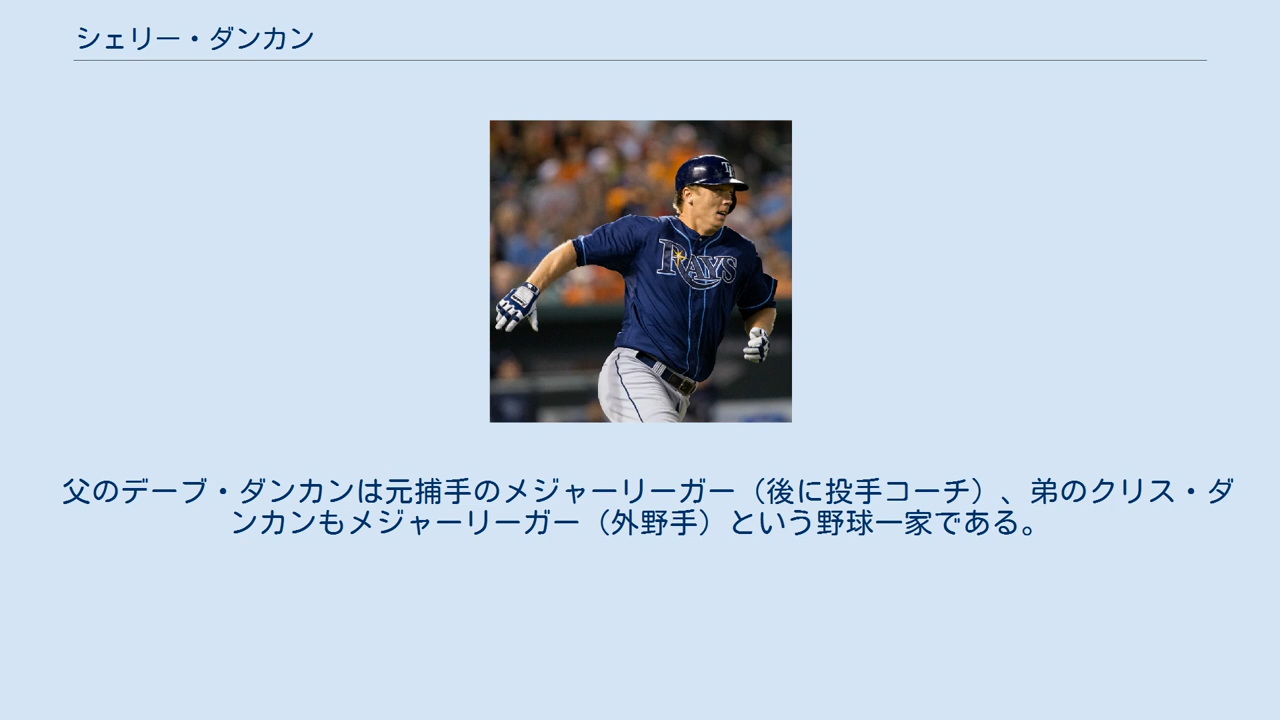 シェリー・ダンカン
RAYS
父のデーブ・ダンカンは元捕手のメジャーリーガー（後に投手コーチ）、弟のクリス・ダ
ンカンもメジャーリーガー（外野手）という野球一家である。